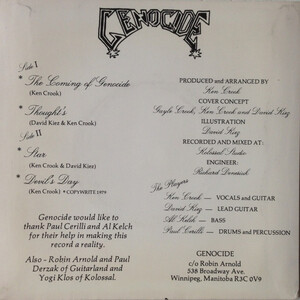 GENOCIDE
Side I
* The Coming of Genocide
(Ken Crook)
* Thought's
(David Kiez & Ken Crook)
Side II
* Star
(Ken Crook & David Kiez)
* Devil's Day
(Ken Crook) • COPYWRITE 1979
Genocide would like to
thank Paul Cerilli and Al Kelch
for their help in making this
record a reality.
Also - Robin Arnold and Paul
Derzak of Guitarland and
Yogi Klos of Kolossal.
PRODUCED and ARRANGED BY
Ken Crook
COVER CONCEPT
Gayle Crook, Ken Crook and David Kiez
ILLUSTRATION
David Kiez
RECORDED AND MIXED AT:
Kolossal Studio
ENGINEER:
Richard
The Players
Ken Crook — VOCALS and GUITAR
David Kiez — LEAD GUITAR
Al Kelch — BASS
Paul Cerilli — DRUMS and PERCUSSION
GENOCIDE
c/o Robin Arnold
538 Broadway Ave.
Winnipeg, Manitoba R3C 0V9